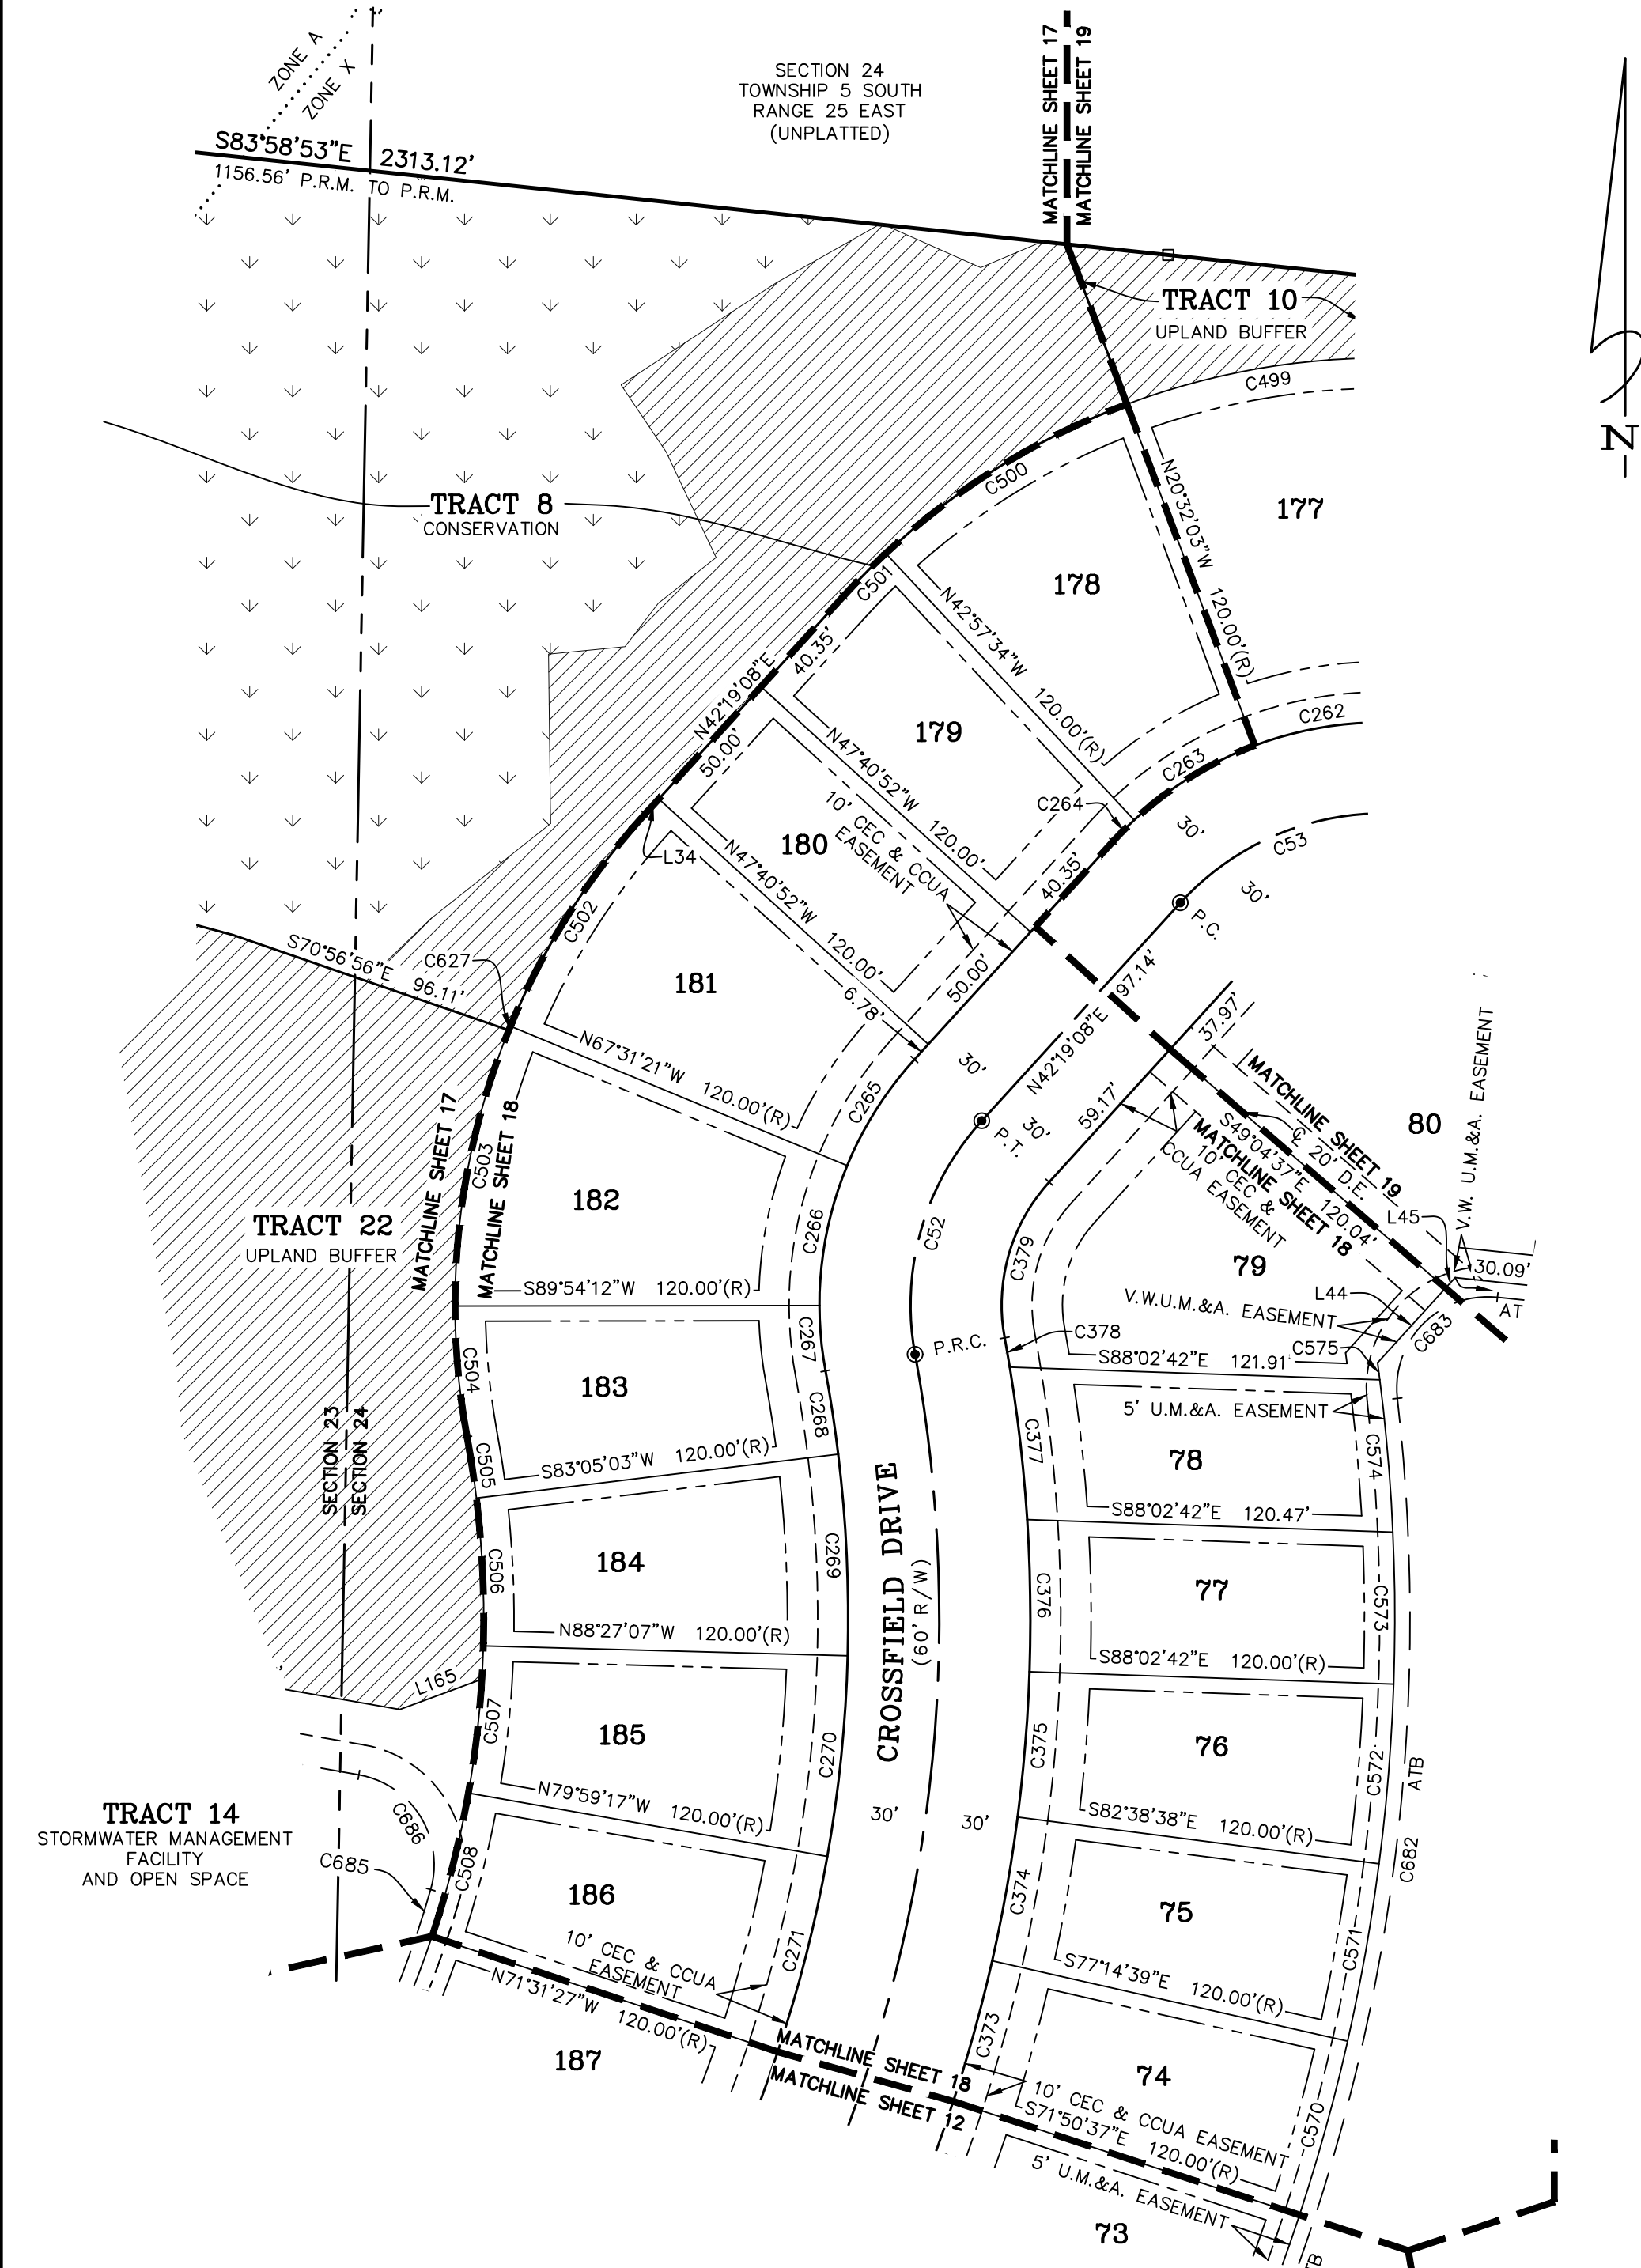 ZONE A
ZONE X
SECTION 24
TOWNSHIP 5 SOUTH
RANGE 25 EAST
(UNPLATTED)
MATCHLINE SHEET 17
MATCHLINE SHEET 19
S83°58'53"E 2313.12'
1156.56' P.R.M. TO P.R.M.
TRACT 10
UPLAND BUFFER
C499
N
TRACT 8
CONSERVATION
C500
N20°32'03"W 120.00'(R)
177
178
C501
N42°57'34"W 120.00'(R)
40.35'
N42°19'08"E
50.00'
179
C262
C263
C264
N47°40'52"W 120.00'
180
10' CEC & CCUA
EASEMENT
40.35'
30'
C53
30'
P.C.
L34
N47°40'52"W 120.00'
C502
181
6.78'
50.00'
97.14'
S70°56'56"E 96.11'
C627
N67°31'21"W 120.00'(R)
C265
30'
N42°19'08"E
30'
P.T.
59.17'
37.97'
MATCHLINE SHEET 19
S49°04'37"E 120.04'
℄ 20' D.E.
MATCHLINE SHEET 18
10' CEC &
CCUA EASEMENT
80
V.W. U.M.&A. EASEMENT
L45
30.09'
AT
MATCHLINE SHEET 17
MATCHLINE SHEET 18
C503
182
TRACT 22
UPLAND BUFFER
C266
C52
C379
79
L44
V.W.U.M.&A. EASEMENT
C683
S89°54'12"W 120.00'(R)
C267
P.R.C.
C378
C575
S88°02'42"E 121.91'
C504
183
C268
5' U.M.&A. EASEMENT
C377
78
C574
SECTION 23
SECTION 24
C505
S83°05'03"W 120.00'(R)
S88°02'42"E 120.47'
CROSSFIELD DRIVE
(60' R/W)
C506
184
C269
C376
77
C573
N88°27'07"W 120.00'(R)
S88°02'42"E 120.00'(R)
L165
C507
185
C270
C375
76
C572
ATB
N79°59'17"W 120.00'(R)
30'
30'
S82°38'38"E 120.00'(R)
TRACT 14
STORMWATER MANAGEMENT
FACILITY
AND OPEN SPACE
C686
C685
C508
186
C374
75
C682
C571
10' CEC & CCUA
EASEMENT
C271
S77°14'39"E 120.00'(R)
N71°31'27"W 120.00'(R)
187
MATCHLINE SHEET 18
MATCHLINE SHEET 12
C373
74
10' CEC & CCUA EASEMENT
S71°50'37"E 120.00'(R)
C570
5' U.M.&A. EASEMENT
73
B